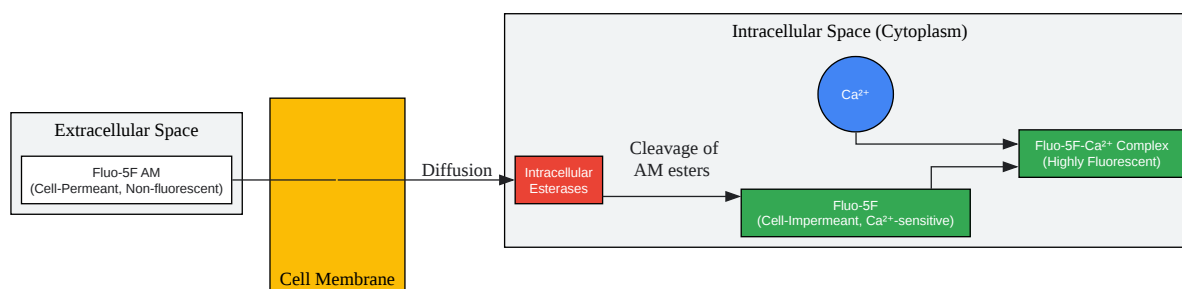 Extracellular Space
Fluo-5F AM
(Cell-Permeant, Non-fluorescent)
Cell Membrane
Diffusion
Intracellular Space (Cytoplasm)
Intracellular
Esterases
Cleavage of
AM esters
Fluo-5F
(Cell-Impermeant, Ca²⁺-sensitive)
Ca²⁺
Fluo-5F-Ca²⁺ Complex
(Highly Fluorescent)